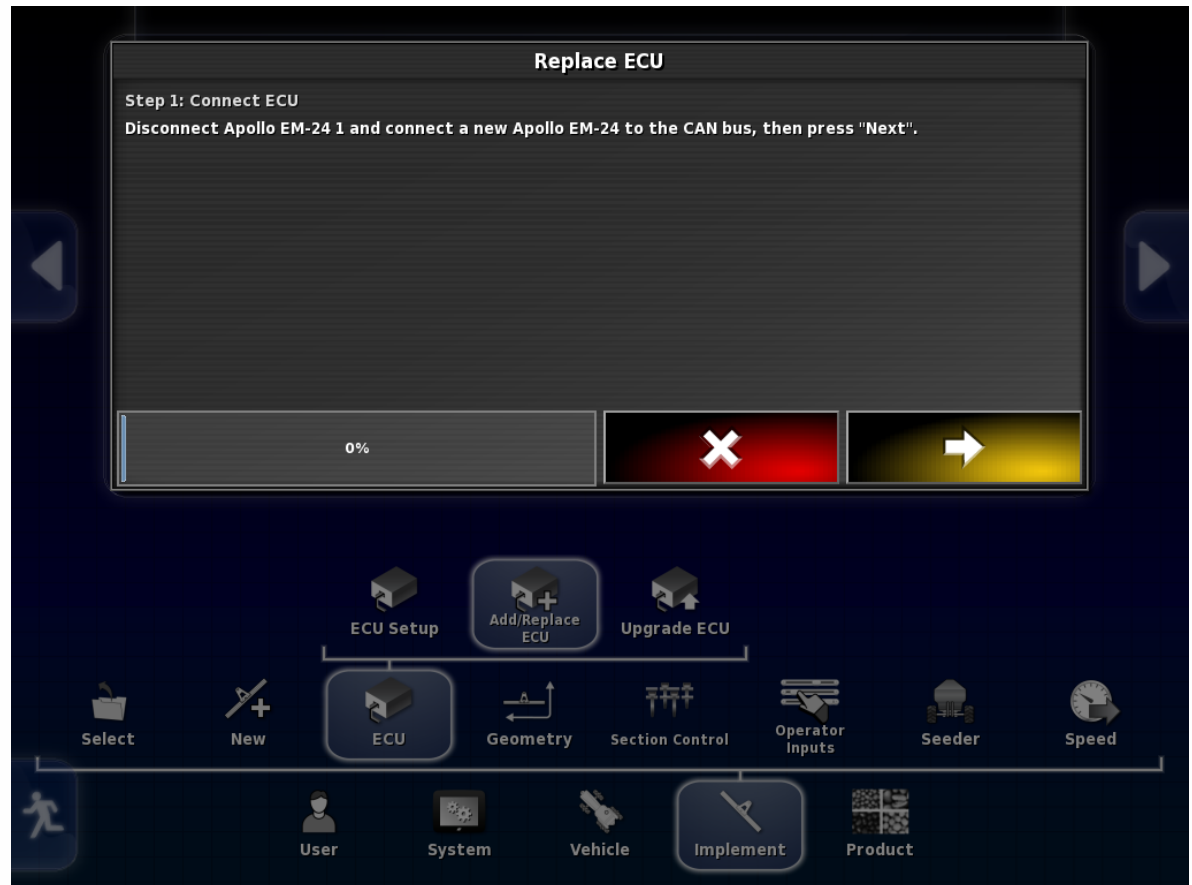 Replace ECU
Step 1: Connect ECU
Disconnect Apollo EM-24 1 and connect a new Apollo EM-24 to the CAN bus, then press "Next".
0%
ECU Setup
Add/Replace
ECU
Upgrade ECU
Select
New
ECU
Geometry
Section Control
Operator
Inputs
Seeder
Speed
User
System
Vehicle
Implement
Product